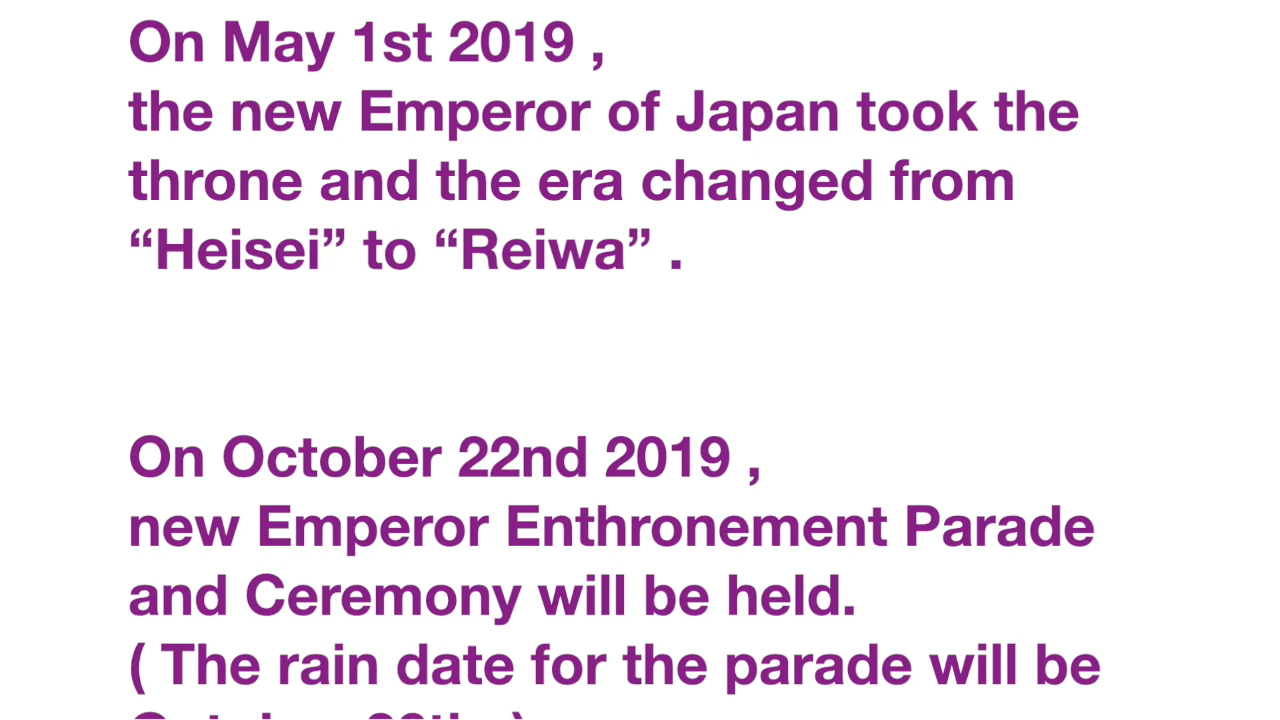 On May 1st 2019 ,
the new Emperor of Japan took the
throne and the era changed from
“Heisei” to “Reiwa” .
On October 22nd 2019 ,
new Emperor Enthronement Parade
and Ceremony will be held.
( The rain date for the parade will be